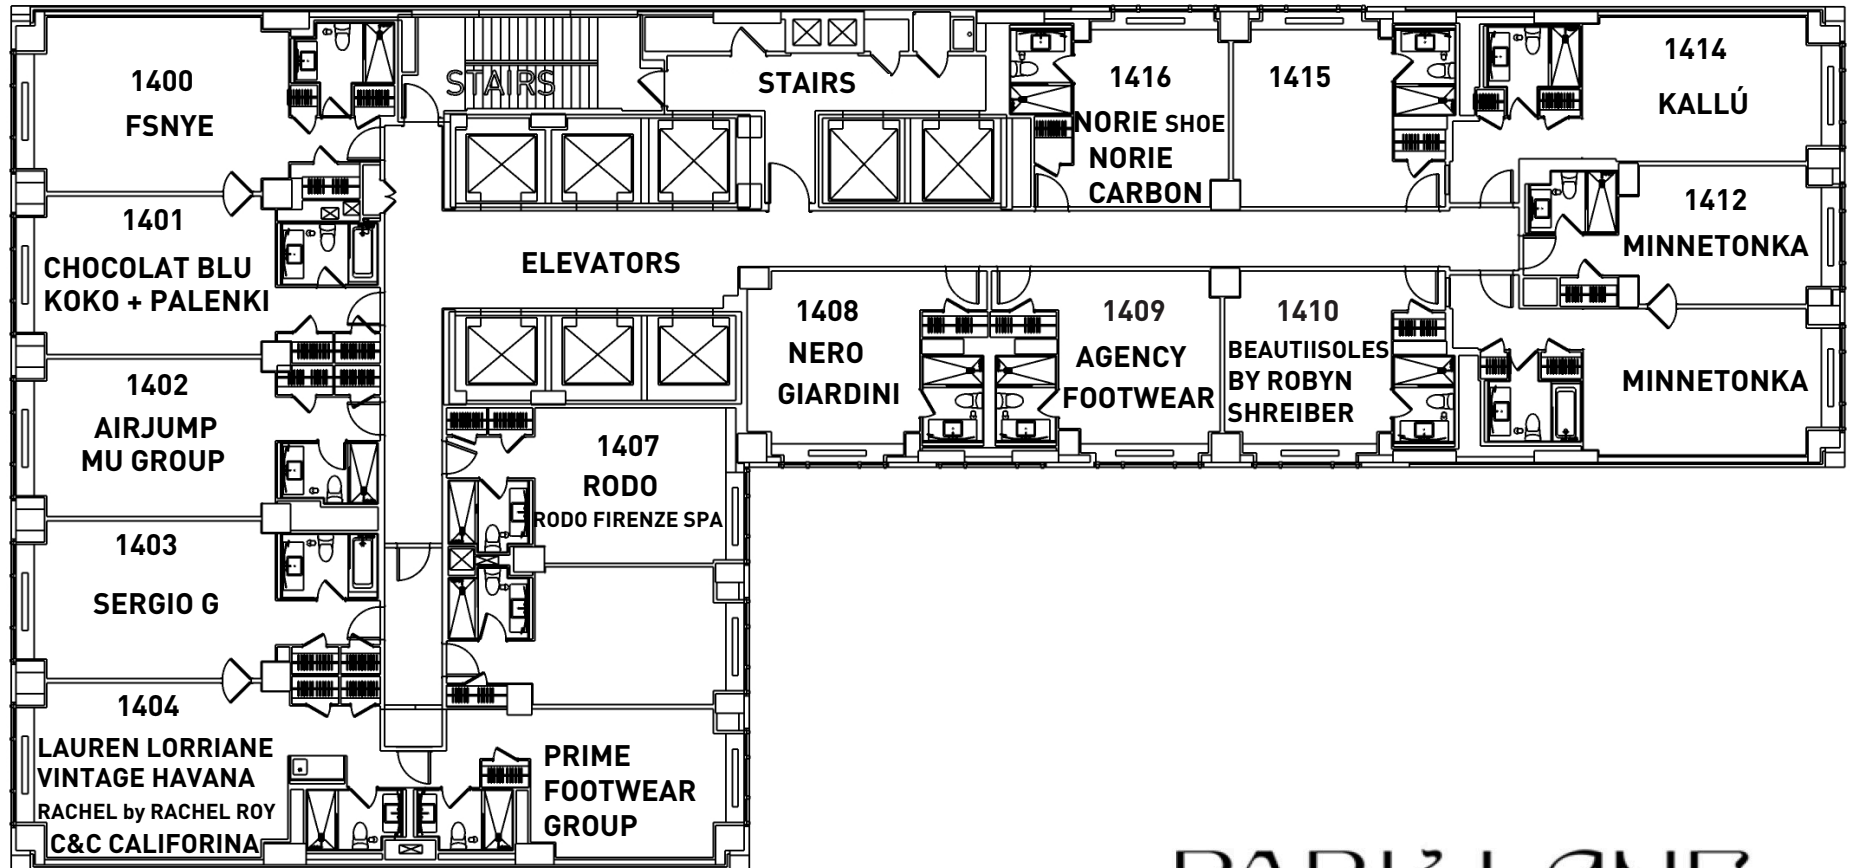 1400
FSNYE
1401
CHOCOLAT BLU
KOKO + PALENKI
1402
AIRJUMP
MU GROUP
1403
SERGIO G
1404
LAUREN LORRIANE
VINTAGE HAVANA
RACHEL by RACHEL ROY
C&C CALIFORINA
STAIRS
STAIRS
ELEVATORS
1407
RODO
RODO FIRENZE SPA
PRIME
FOOTWEAR
GROUP
1408
NERO
GIARDINI
1409
AGENCY
FOOTWEAR
1410
BEAUTIISOLES
BY ROBYN
SHREIBER
1416
NORIE SHOE
NORIE
CARBON
1415
1414
KALLÚ
1412
MINNETONKA
MINNETONKA